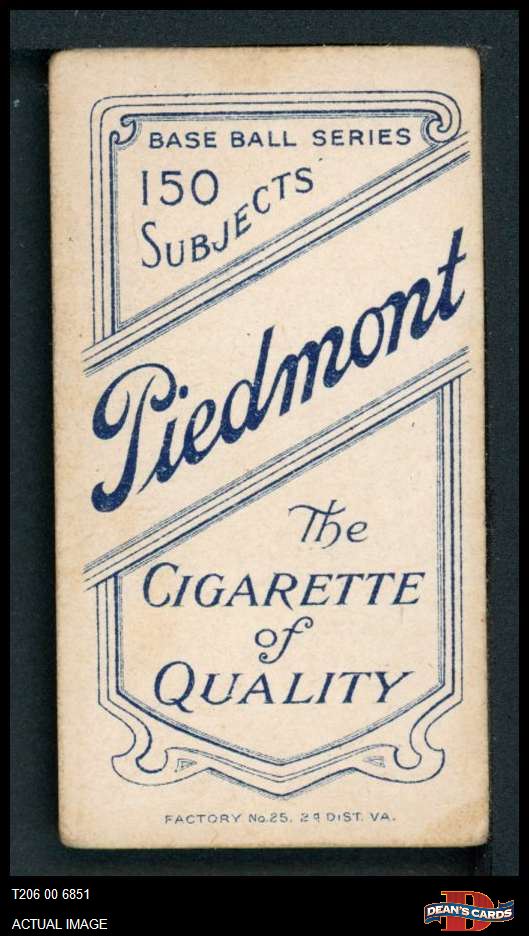 BASE BALL SERIES
150
SUBJECTS
Piedmont
The
CIGARETTE
of
QUALITY
FACTORY No.25. 2d DIST. VA.
T206 00 6851
ACTUAL IMAGE
D
DEAN'S CARDS